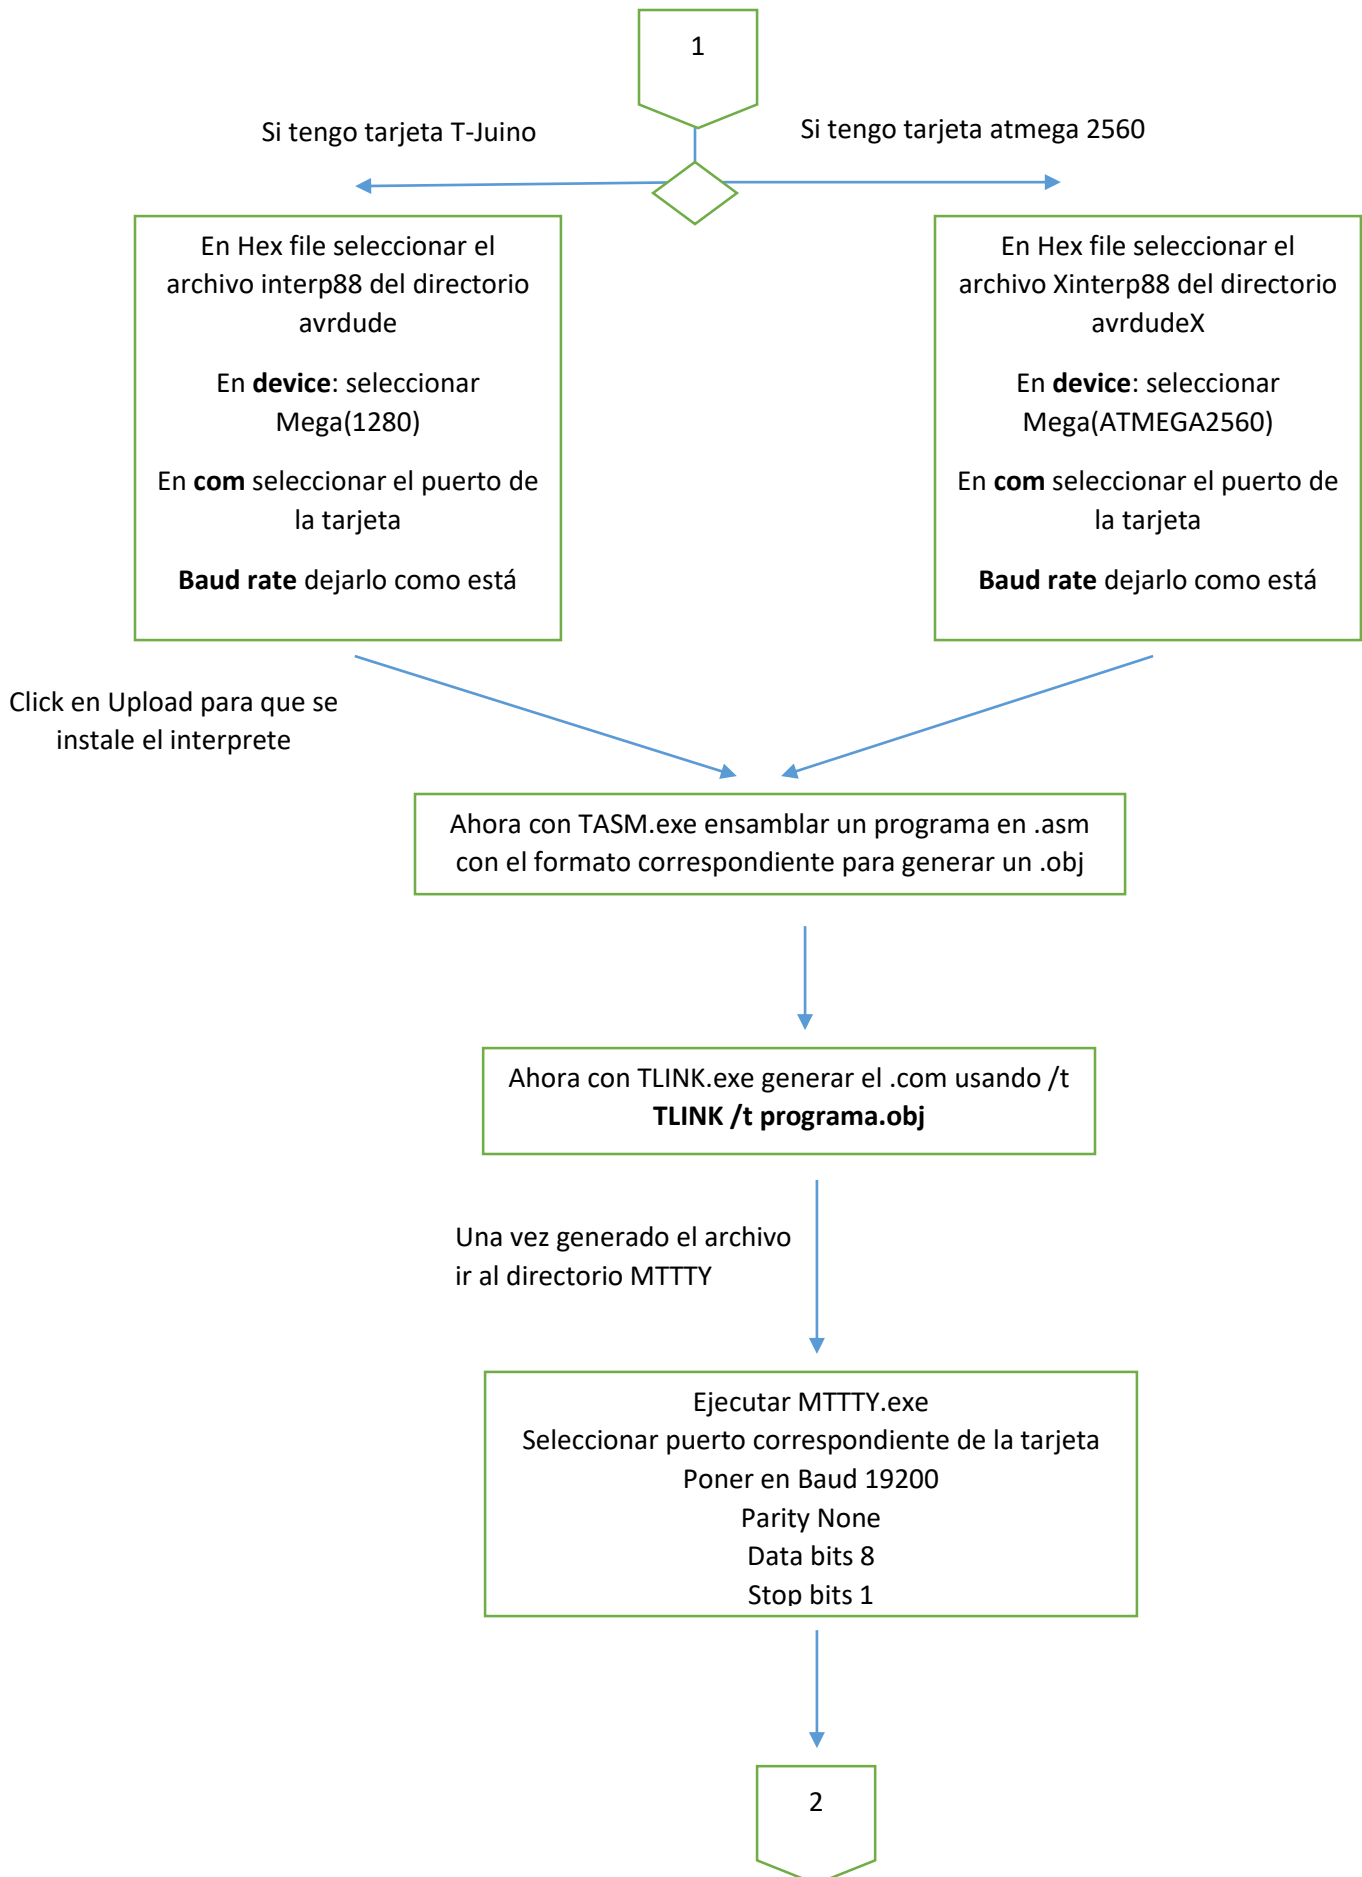 1
Si tengo tarjeta T-Juino
Si tengo tarjeta atmega 2560
En Hex file seleccionar el
archivo interp88 del directorio
avrdude
En device: seleccionar
Mega(1280)
En com seleccionar el puerto de
la tarjeta
Baud rate dejarlo como está
En Hex file seleccionar el
archivo Xinterp88 del directorio
avrdudeX
En device: seleccionar
Mega(ATMEGA2560)
En com seleccionar el puerto de
la tarjeta
Baud rate dejarlo como está
Click en Upload para que se
instale el interprete
Ahora con TASM.exe ensamblar un programa en .asm
con el formato correspondiente para generar un .obj
Ahora con TLINK.exe generar el .com usando /t
TLINK /t programa.obj
Una vez generado el archivo
ir al directorio MTTTY
Ejecutar MTTTY.exe
Seleccionar puerto correspondiente de la tarjeta
Poner en Baud 19200
Parity None
Data bits 8
Stop bits 1
2